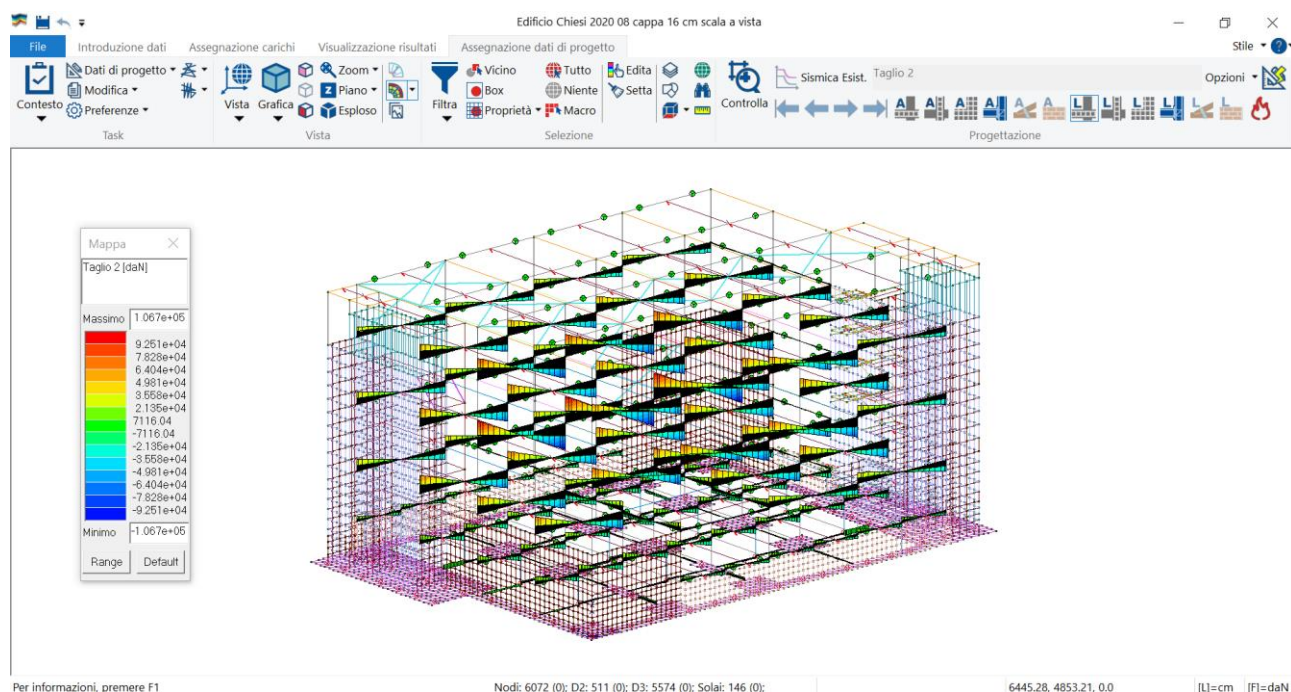 Edificio Chiesi 2020 08 cappa 16 cm scala a vista
File Introduzione dati Assegnazione carichi Visualizzazione risultati Assegnazione dati di progetto Stile
Contesto
Dati di progetto
Modifica
Preferenze
Task
Vista
Grafica
Zoom
Piano
Esploso
Vista
Filtra
Vicino
Box
Proprietà
Tutto
Niente
Macro
Edita
Setta
Selezione
Controlla
Sismica Esist.
Taglio 2
Opzioni
Progettazione
Mappa
Taglio 2 [daN]
Massimo 1.067e+05
9.251e+04
7.828e+04
6.404e+04
4.981e+04
3.558e+04
2.135e+04
7116.04
-7116.04
-2.135e+04
-3.558e+04
-4.981e+04
-6.404e+04
-7.828e+04
-9.251e+04
Minimo -1.067e+05
Range Default
Per informazioni, premere F1 Nodi: 6072 (0); D2: 511 (0); D3: 5574 (0); Solai: 146 (0); 6445.28, 4853.21, 0.0 [L]=cm [F]=daN